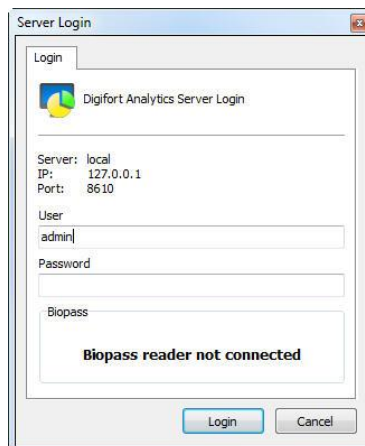 Server Login
Login
Digifort Analytics Server Login
Server: local
IP: 127.0.0.1
Port: 8610
User
admin
Password
Biopass
Biopass reader not connected
Login Cancel